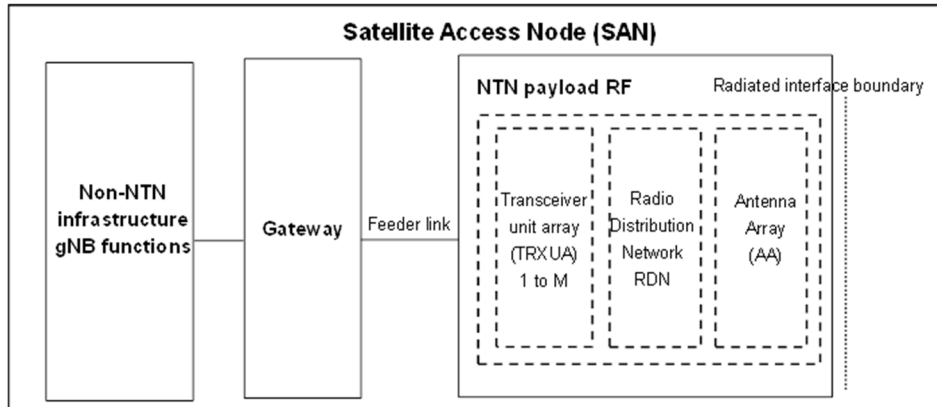 Satellite Access Node (SAN)
Non-NTN
infrastructure
gNB functions
Gateway
Feeder link
NTN payload RF
Radiated interface boundary
Transceiver
unit array
(TRXUA)
1 to M
Radio
Distribution
Network
RDN
Antenna
Array
(AA)